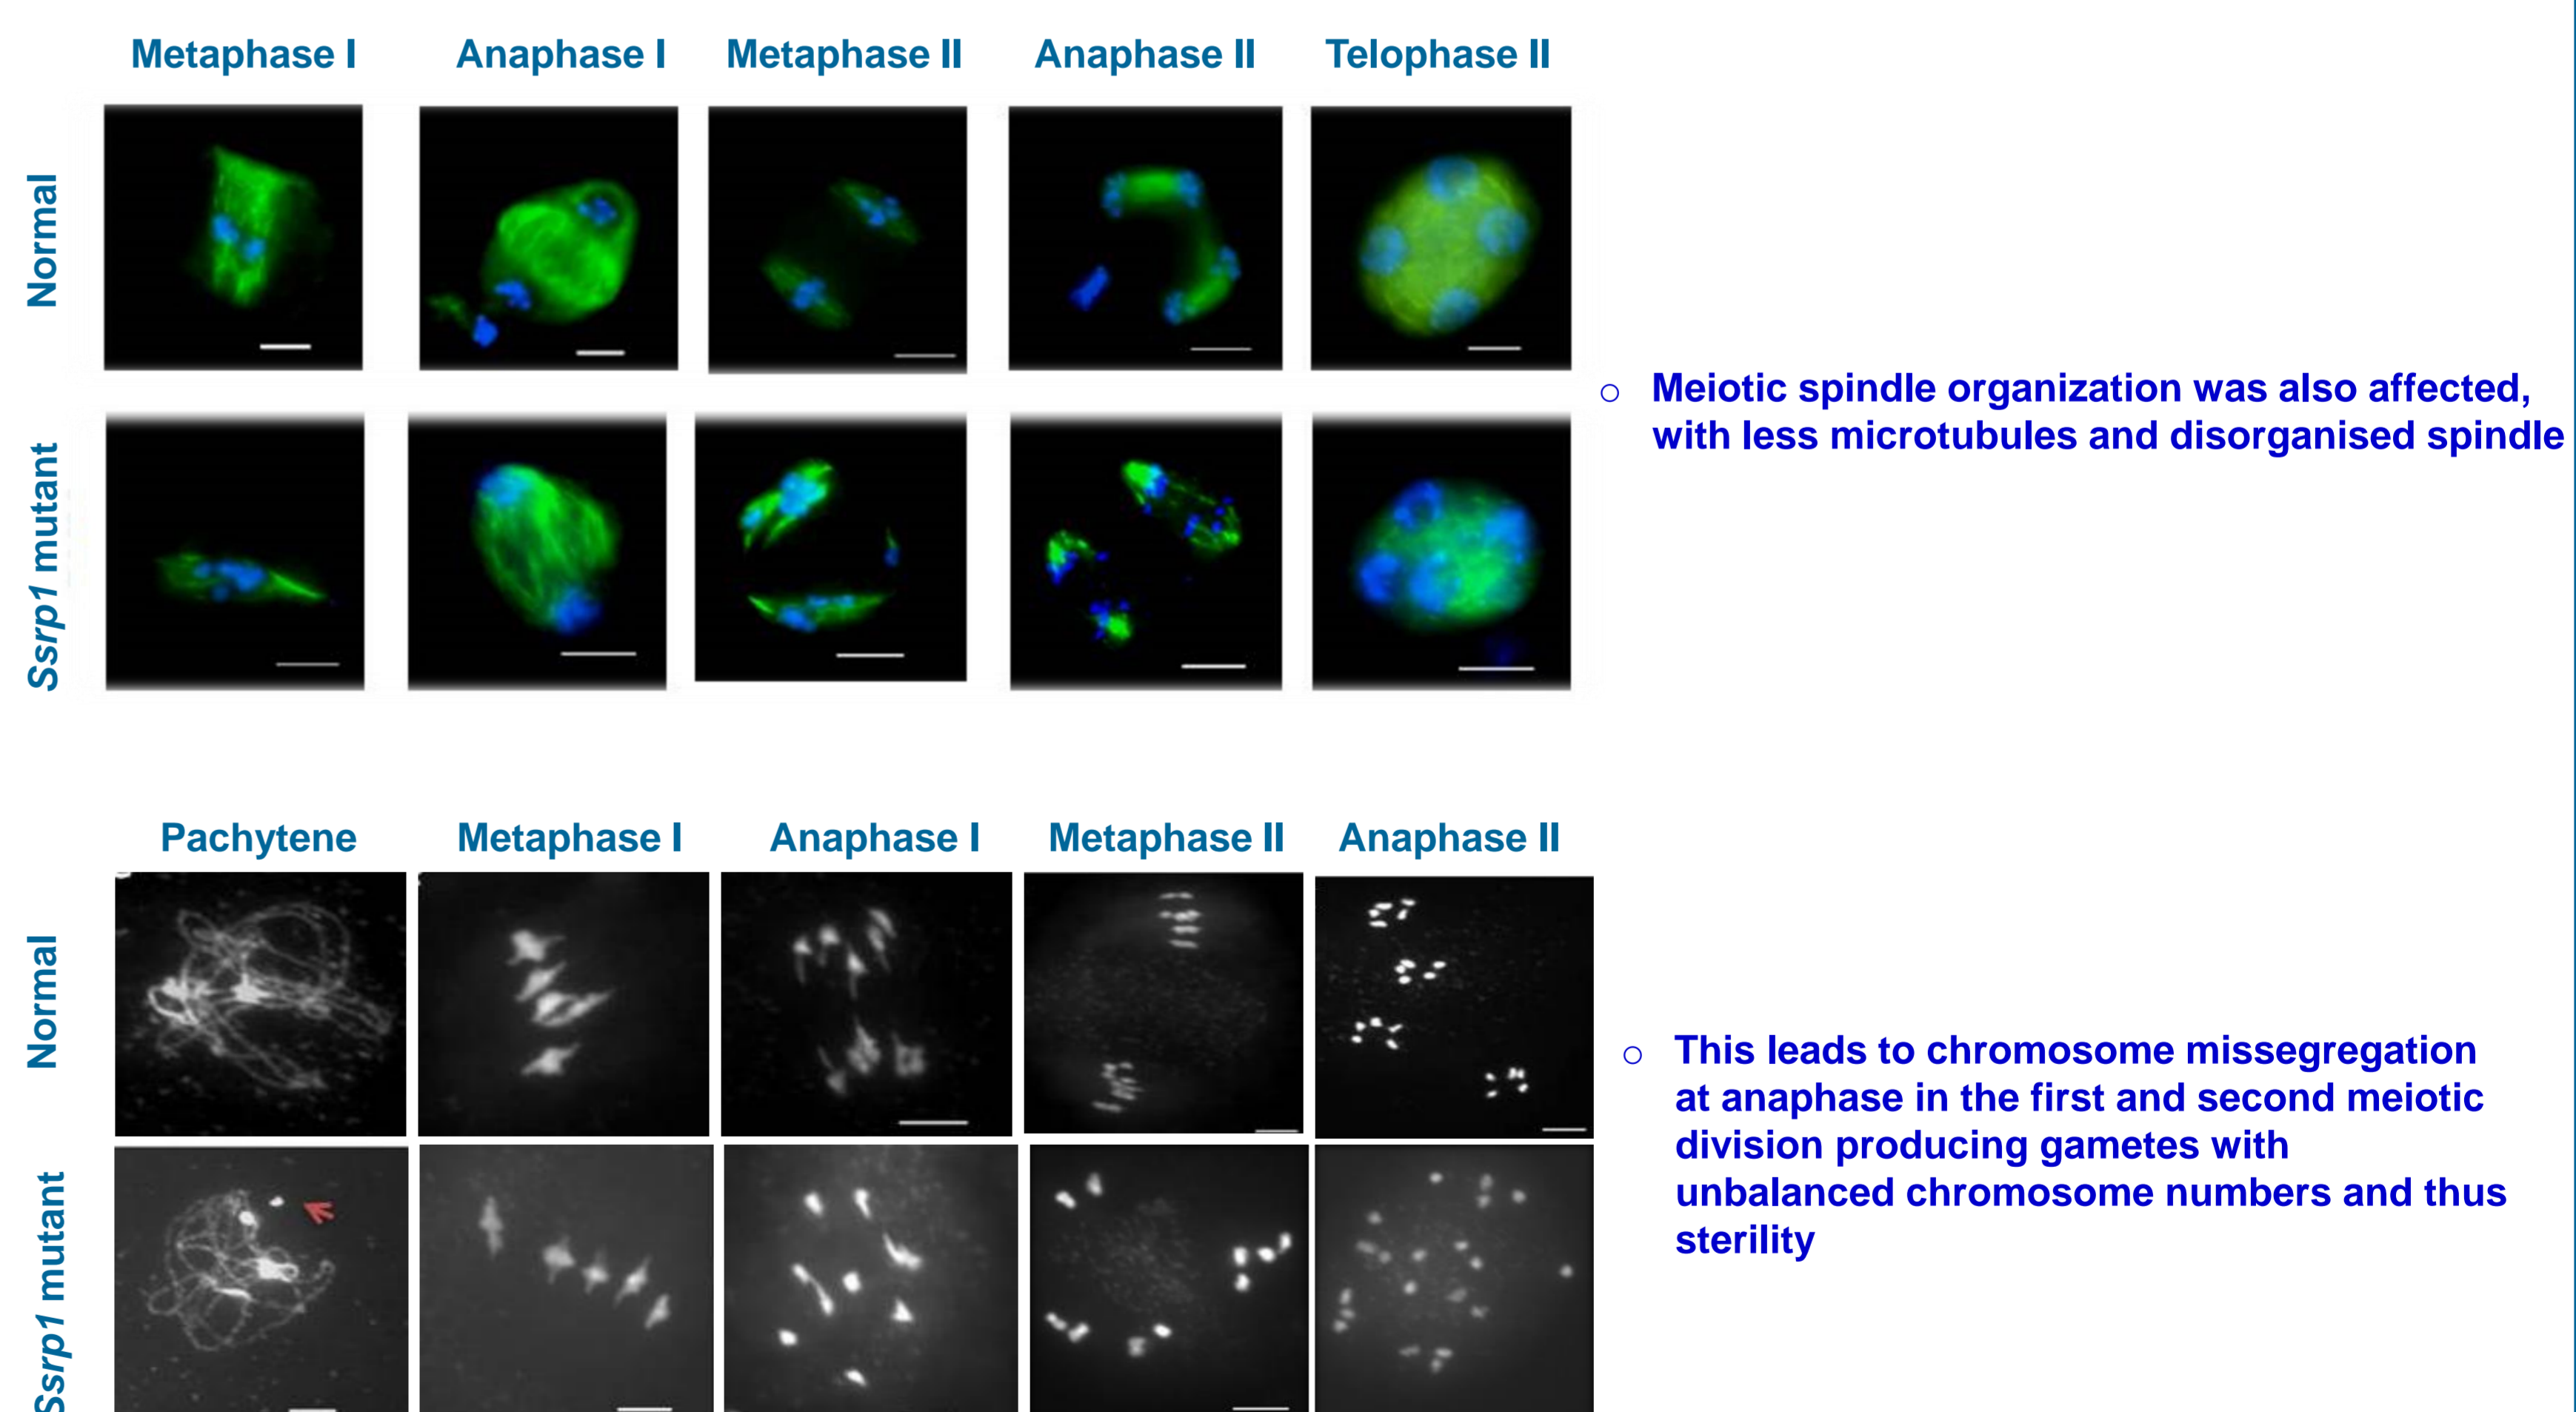 Metaphase I Anaphase I Metaphase II Anaphase II Telophase II
Normal
Ssrp1 mutant
○ Meiotic spindle organization was also affected,
with less microtubules and disorganised spindle
Pachytene Metaphase I Anaphase I Metaphase II Anaphase II
Normal
Ssrp1 mutant
○ This leads to chromosome missegregation
at anaphase in the first and second meiotic
division producing gametes with
unbalanced chromosome numbers and thus
sterility